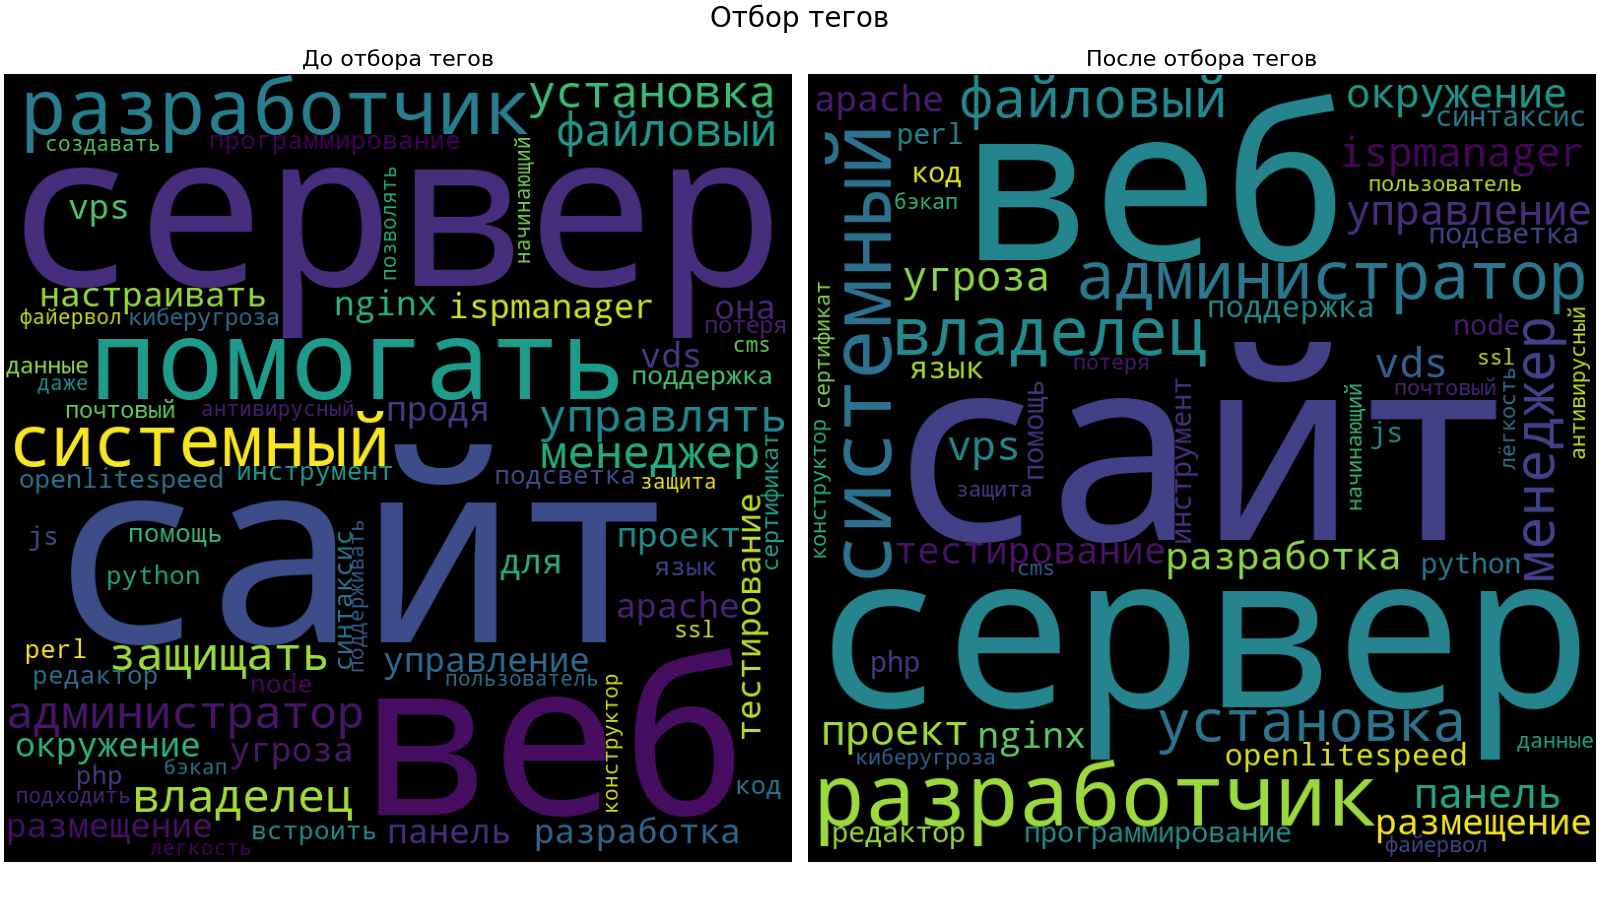 Отбор тегов
До отбора тегов
разработчик
установка
файловый
создавать
программирование
начинающий
сервер
vps
позволять
настраивать
nginx
ispmanager
она
файервол
киберугроза
потеря
помогать
cms
vds
данные
даже
поддержка
почтовый
антивирусный
продя
управлять
системный
менеджер
openlitespeed
инструмент
подсветка
защита
сертификат
сайт
js
помощь
python
синтаксис
поддерживать
для
проект
язык
тестирование
apache
ssl
perl
защищать
редактор
управление
node
пользователь
веб
конструктор
администратор
окружение
угроза
php
бэкап
подходить
владелец
код
размещение
встроить
панель
разработка
лёгкость
После отбора тегов
apache
файловый
окружение
синтаксис
системный
perl
веб
ispmanager
код
пользователь
бэкап
управление
подсветка
угроза
администратор
поддержка
сертификат
владелец
node
антивирусный
менеджер
язык
потеря
vds
ssl
почтовый
лёгкость
сайт
помощь
инструмент
начинающий
js
конструктор
vps
защита
тестирование
cms
разработка
python
сервер
php
проект
nginx
установка
киберугроза
openlitespeed
данные
разработчик
панель
редактор
программирование
размещение
файервол